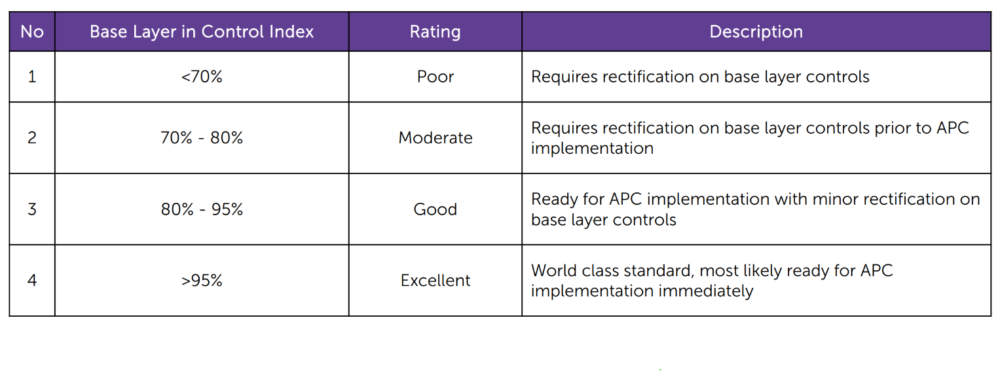 No Base Layer in Control Index Rating Description
1 <70% Poor Requires rectification on base layer controls
2 70% - 80% Moderate Requires rectification on base layer controls prior to APC
implementation
3 80% - 95% Good Ready for APC implementation with minor rectification on
base layer controls
4 >95% Excellent World class standard, most likely ready for APC
implementation immediately